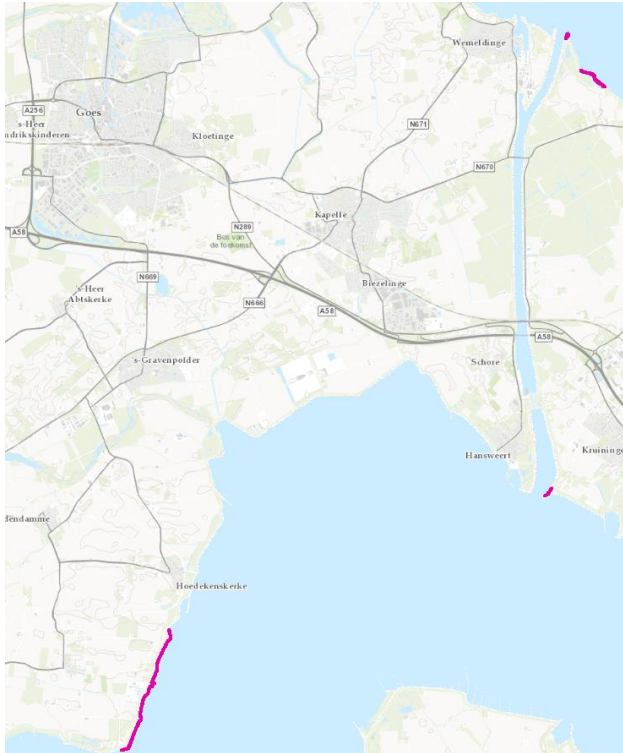 Wemeldinge
A256
Goes
s-Heer
ndrikskinderen
Kloetinge
N671
N670
Kapelle
N289
A58
Bos van
de toekomst
N669
s-Heer
Abtskerke
Biezelinge
N666
A58
A58
s-Gravenpolder
Schore
Hansweert
Kruininge
dendamme
Hoedekenskerke